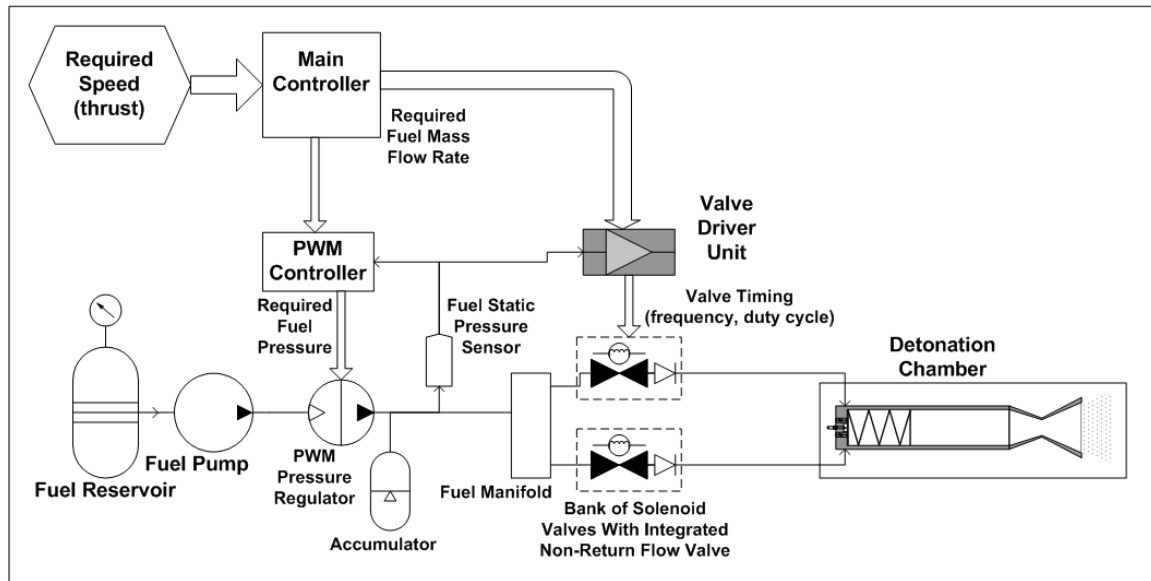 Required
Speed
(thrust)
Main
Controller
Required
Fuel Mass
Flow Rate
Valve
Driver
Unit
PWM
Controller
Required
Fuel
Pressure
Fuel Static
Pressure
Sensor
Valve Timing
(frequency, duty cycle)
Detonation
Chamber
Fuel Pump
Fuel Reservoir
PWM
Pressure
Regulator
Accumulator
Fuel Manifold
Bank of Solenoid
Valves With Integrated
Non-Return Flow Valve